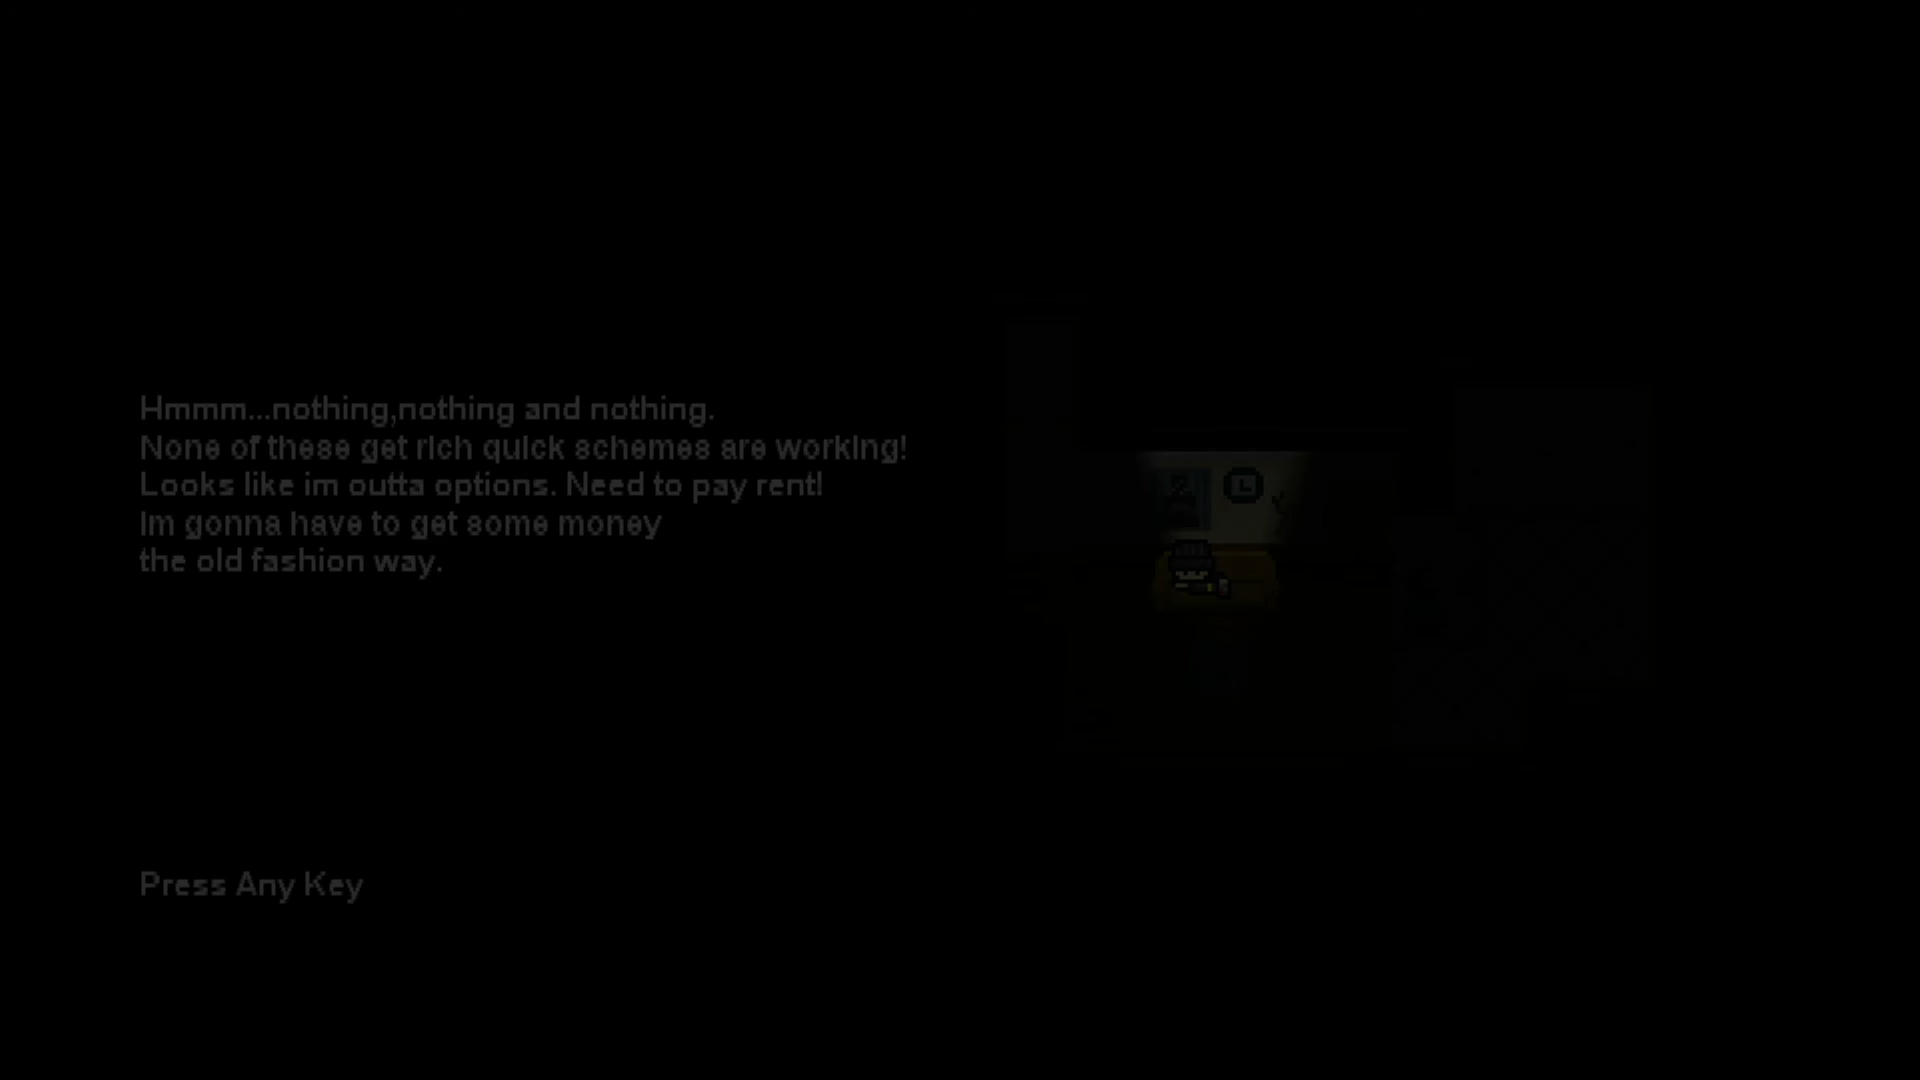 Hmmm...nothing,nothing and nothing.
None of these get rich quick schemes are working!
Looks like im outta options. Need to pay rent!
Im gonna have to get some money
the old fashion way.
Press Any Key